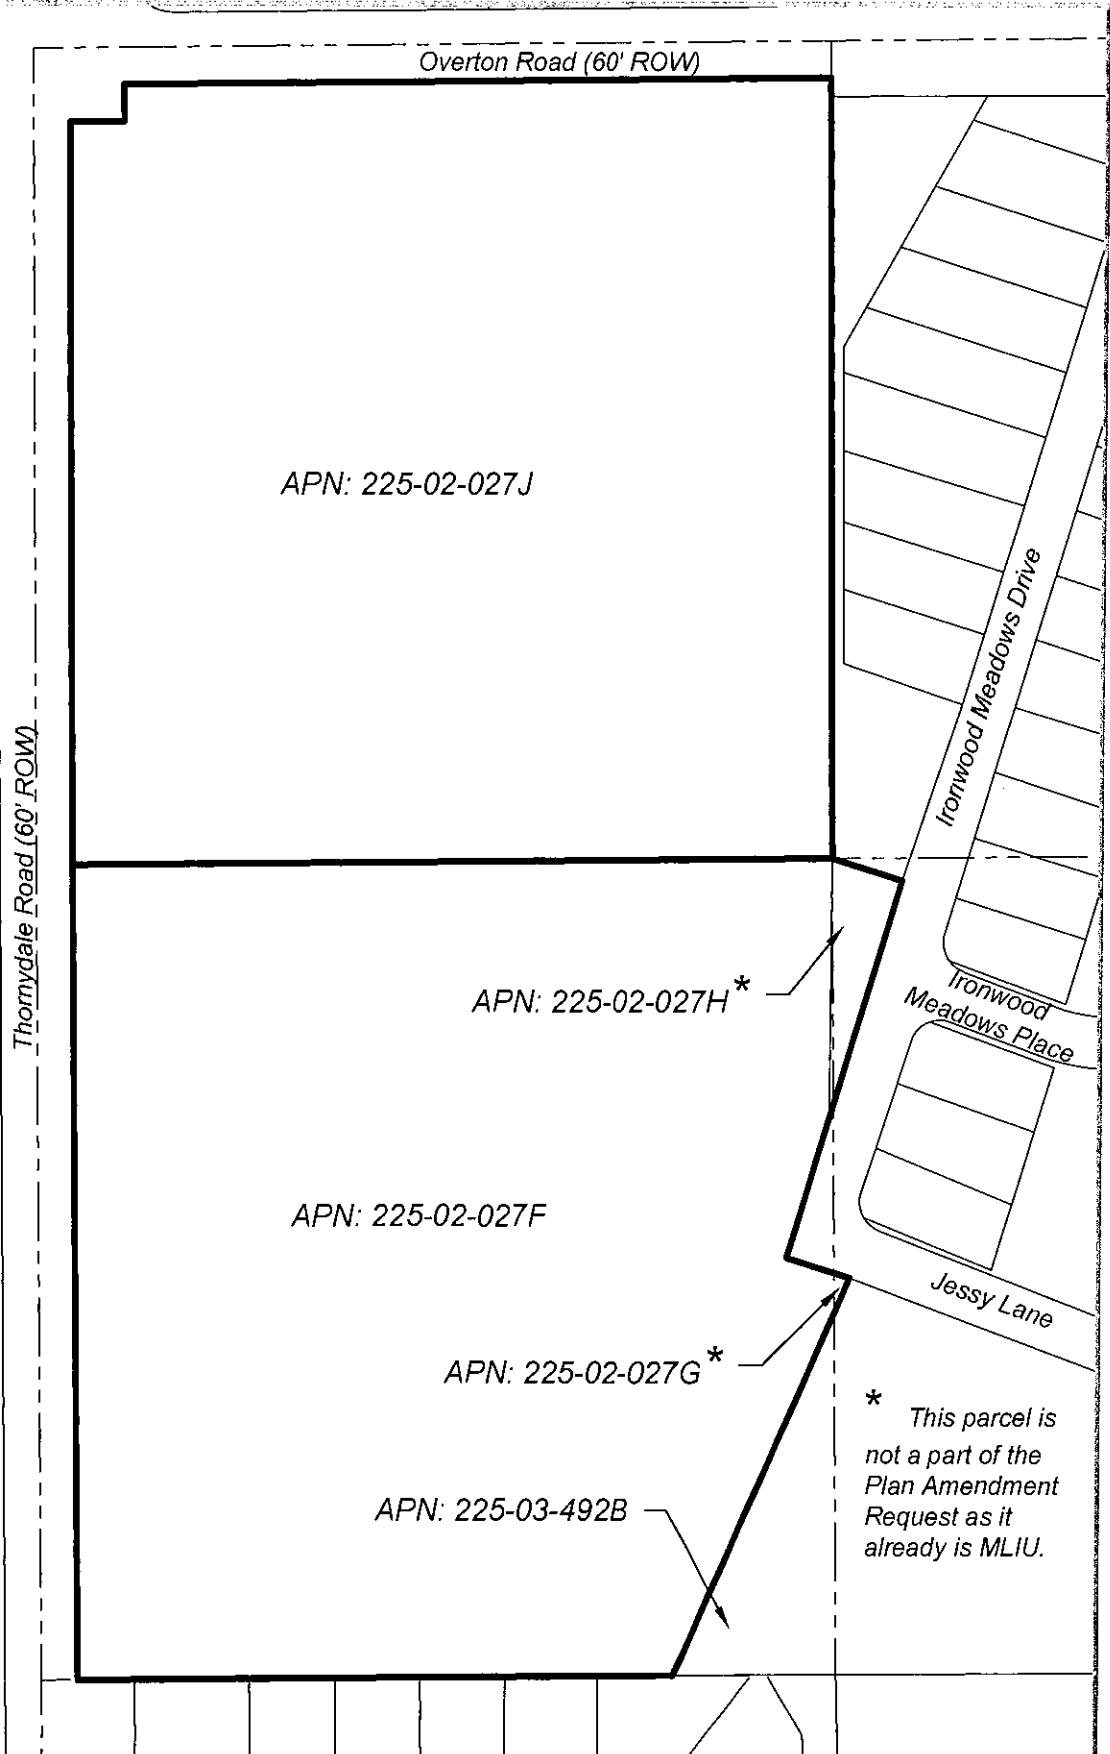 Overton Road (60' ROW)
APN: 225-02-027J
Ironwood Meadows Drive
Thornydale Road (60' ROW)
APN: 225-02-027H *
Ironwood
Meadows Place
APN: 225-02-027F
Jessy Lane
APN: 225-02-027G *
* This parcel is
not a part of the
Plan Amendment
Request as it
already is MLIU.
APN: 225-03-492B